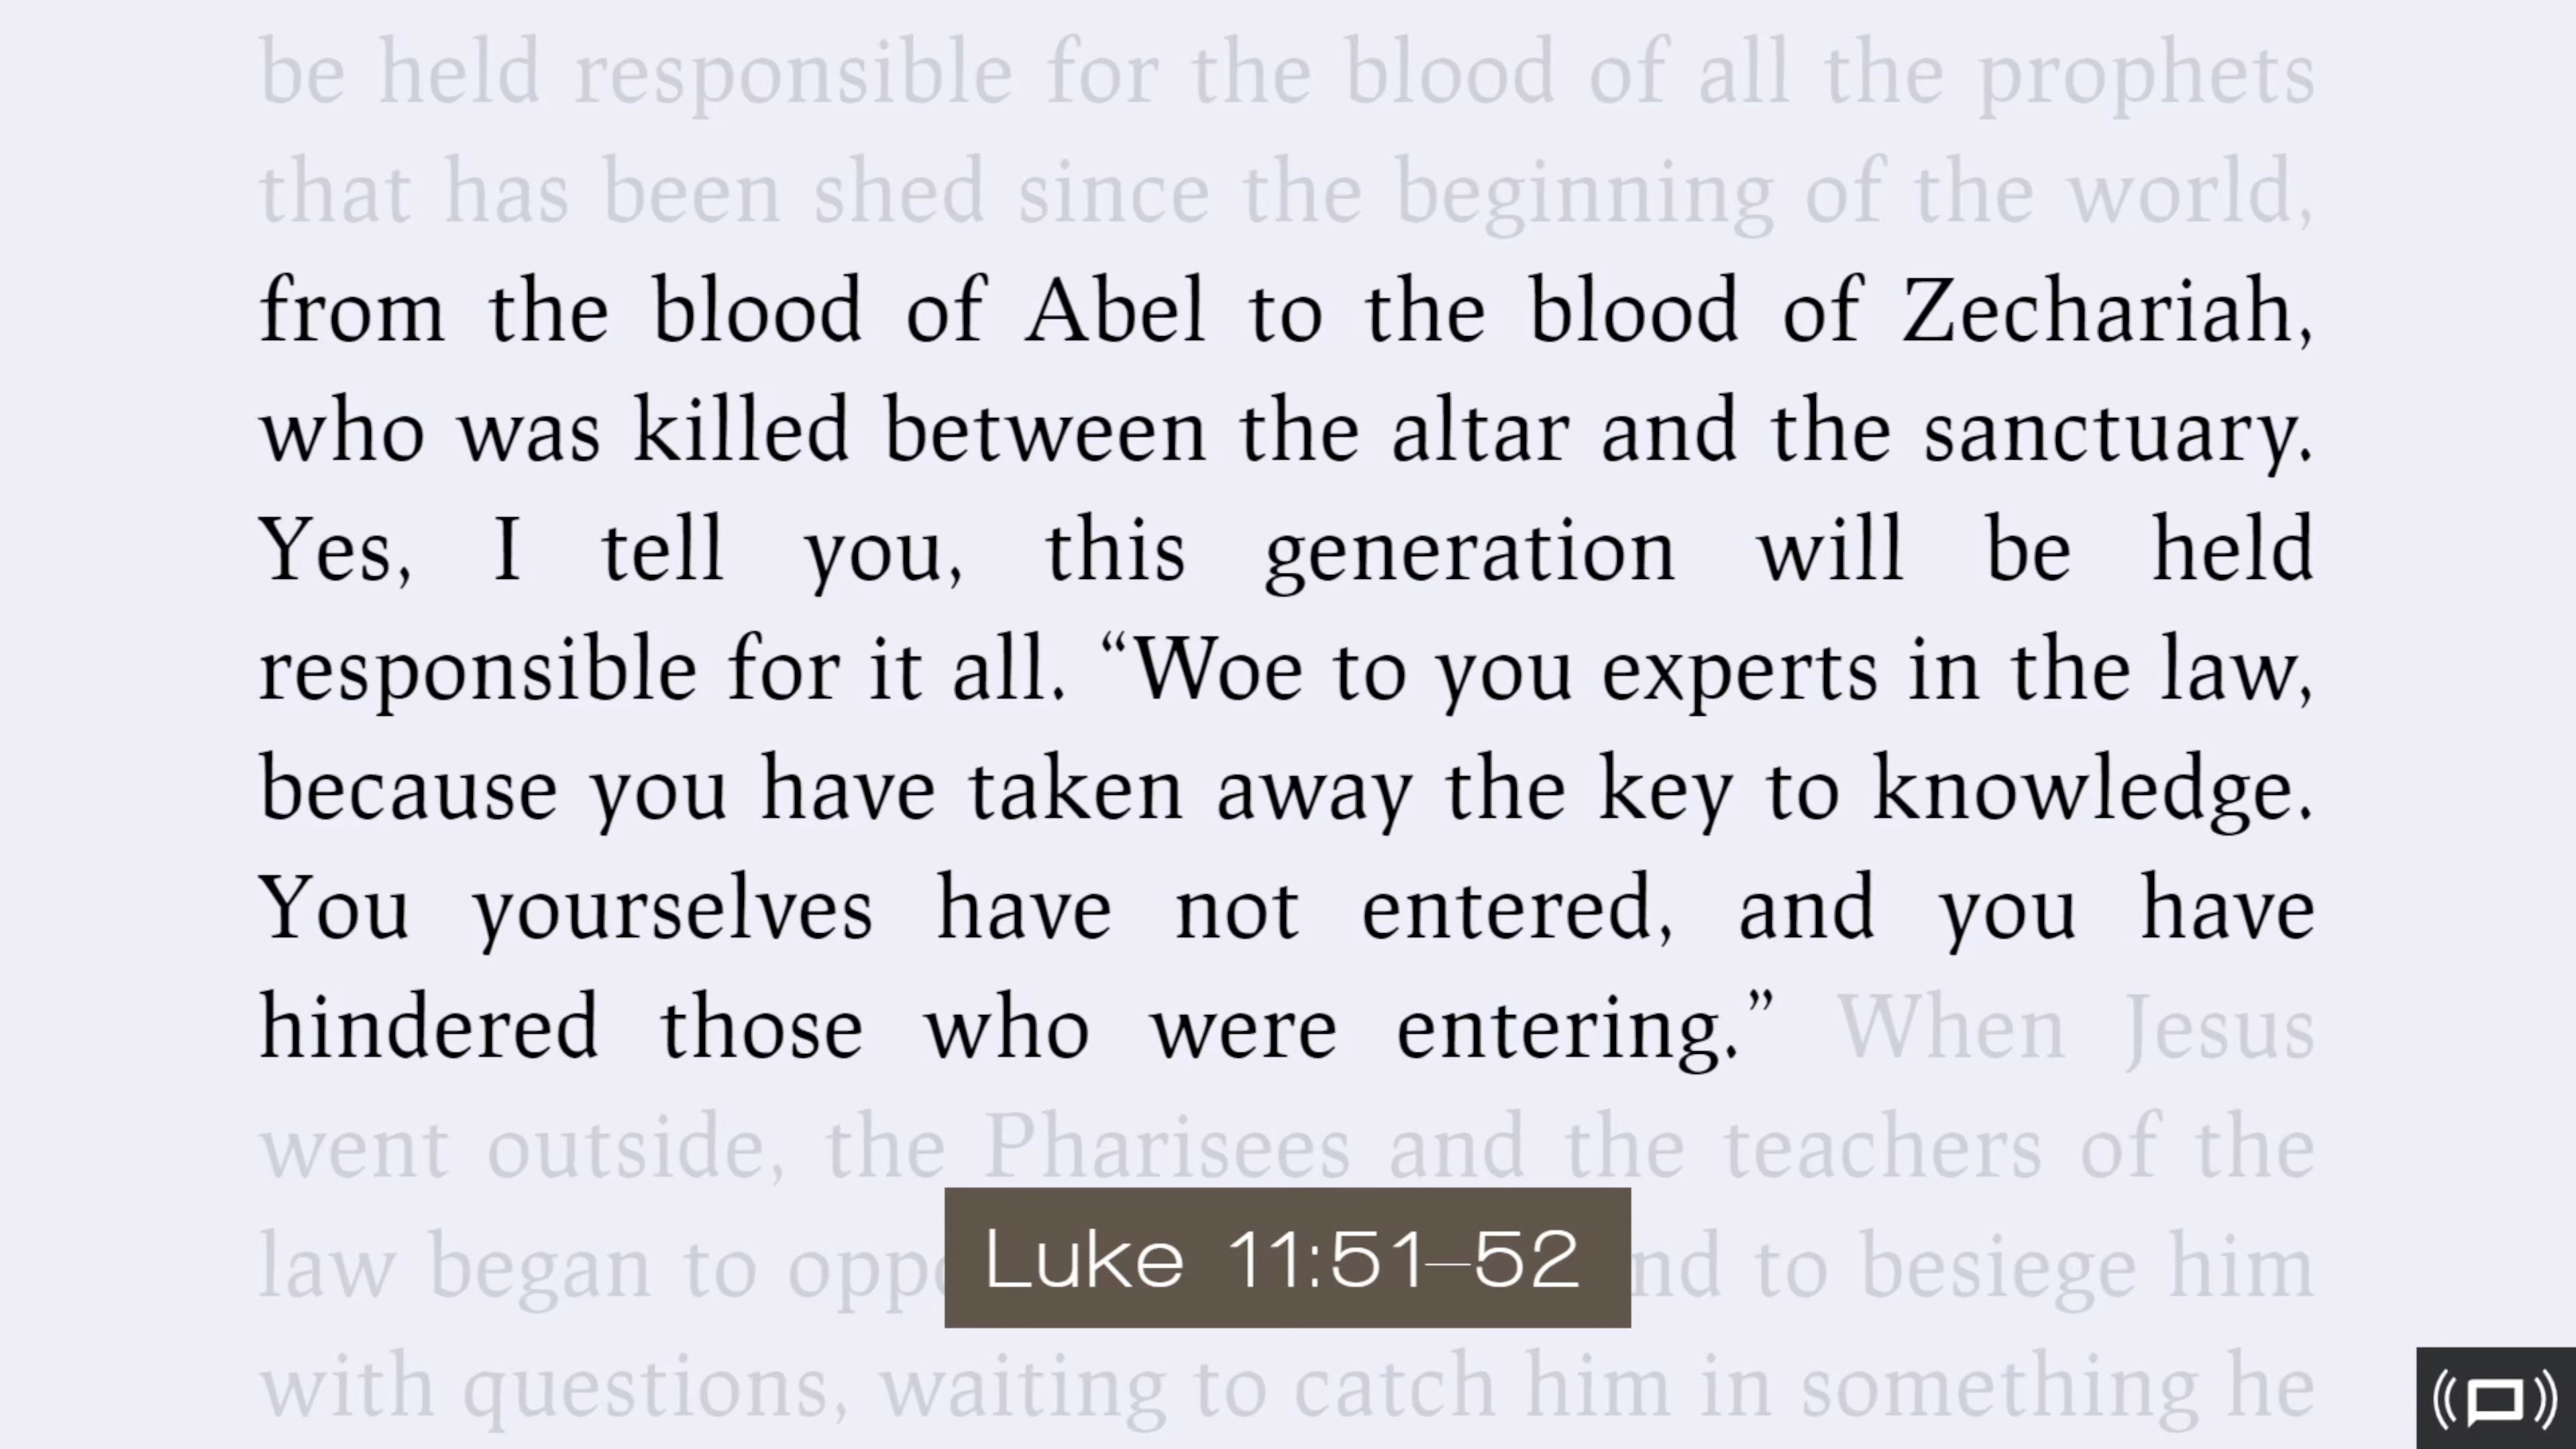 be held responsible for the blood of all the prophets
that has been shed since the beginning of the world,
from the blood of Abel to the blood of Zechariah,
who was killed between the altar and the sanctuary.
Yes, I tell you, this generation will be held
responsible for it all. “Woe to you experts in the law,
because you have taken away the key to knowledge.
You yourselves have not entered, and you have
hindered those who were entering.” When Jesus
went outside, the Pharisees and the teachers of the
law began to to besiege him
Luke 11:51–52
with questions, waiting to catch him in something he